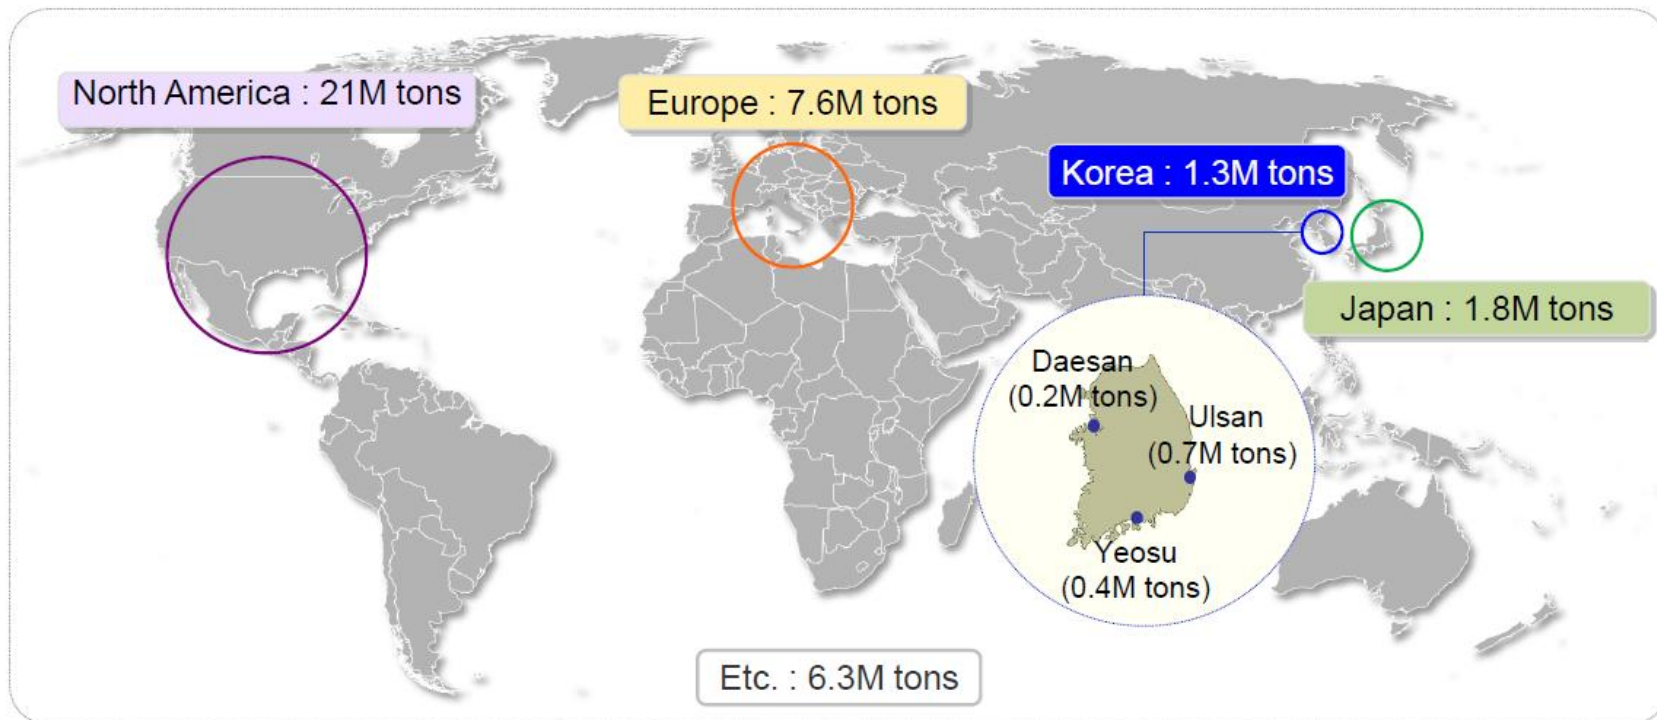 North America : 21M tons
Europe : 7.6M tons
Korea : 1.3M tons
Japan : 1.8M tons
Daesan
(0.2M tons)
Ulsan
(0.7M tons)
Yeosu
(0.4M tons)
Etc. : 6.3M tons